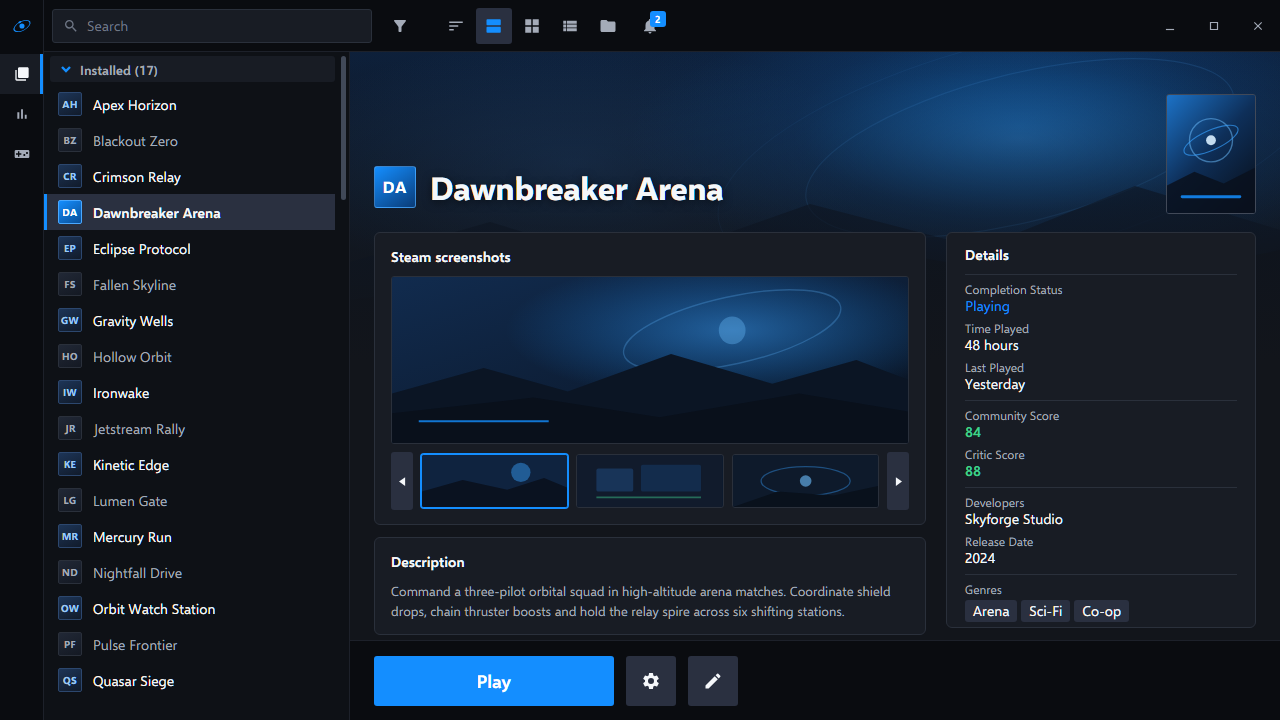 Search
2
Installed (17)
AH Apex Horizon
BZ Blackout Zero
CR Crimson Relay
DA Dawnbreaker Arena
EP Eclipse Protocol
FS Fallen Skyline
GW Gravity Wells
HO Hollow Orbit
IW Ironwake
JR Jetstream Rally
KE Kinetic Edge
LG Lumen Gate
MR Mercury Run
ND Nightfall Drive
OW Orbit Watch Station
PF Pulse Frontier
QS Quasar Siege
DA Dawnbreaker Arena
Steam screenshots
Description
Command a three-pilot orbital squad in high-altitude arena matches. Coordinate shield
drops, chain thruster boosts and hold the relay spire across six shifting stations.
Details
Completion Status
Playing
Time Played
48 hours
Last Played
Yesterday
Community Score
84
Critic Score
88
Developers
Skyforge Studio
Release Date
2024
Genres
Arena Sci-Fi Co-op
Play